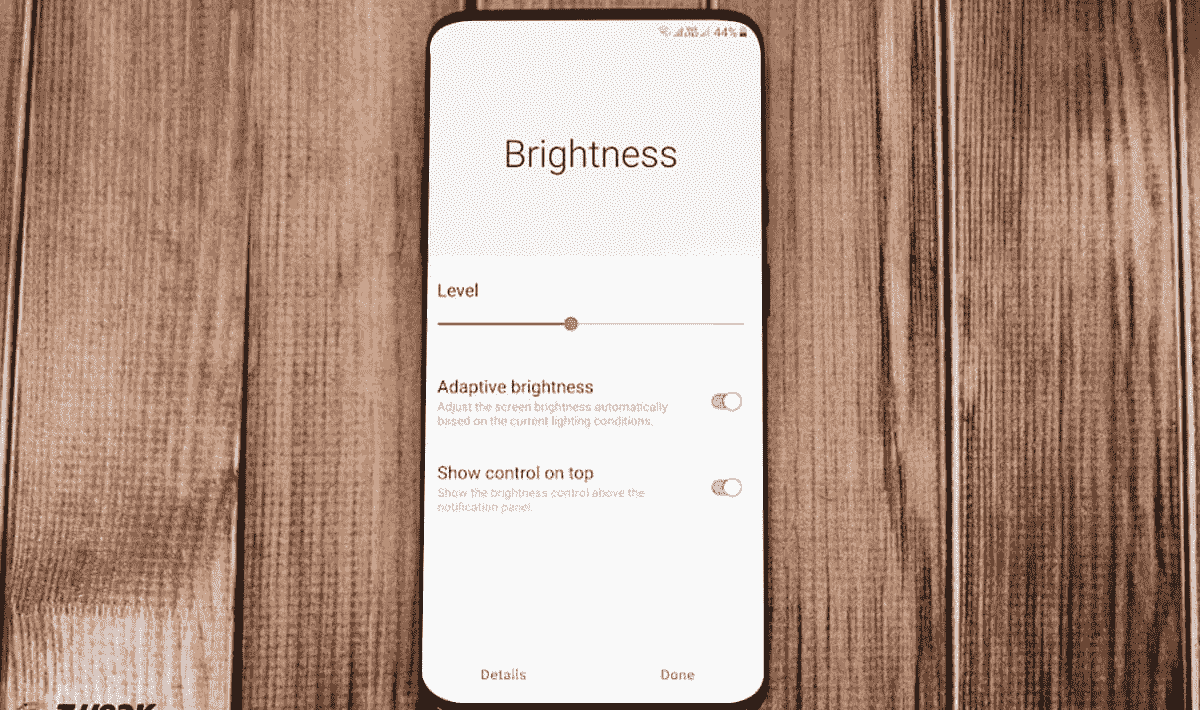 44%
Brightness
Level
Adaptive brightness
Adjust the screen brightness automatically
based on the current lighting conditions.
Show control on top
Show the brightness control above the
notification panel.
Details
Done